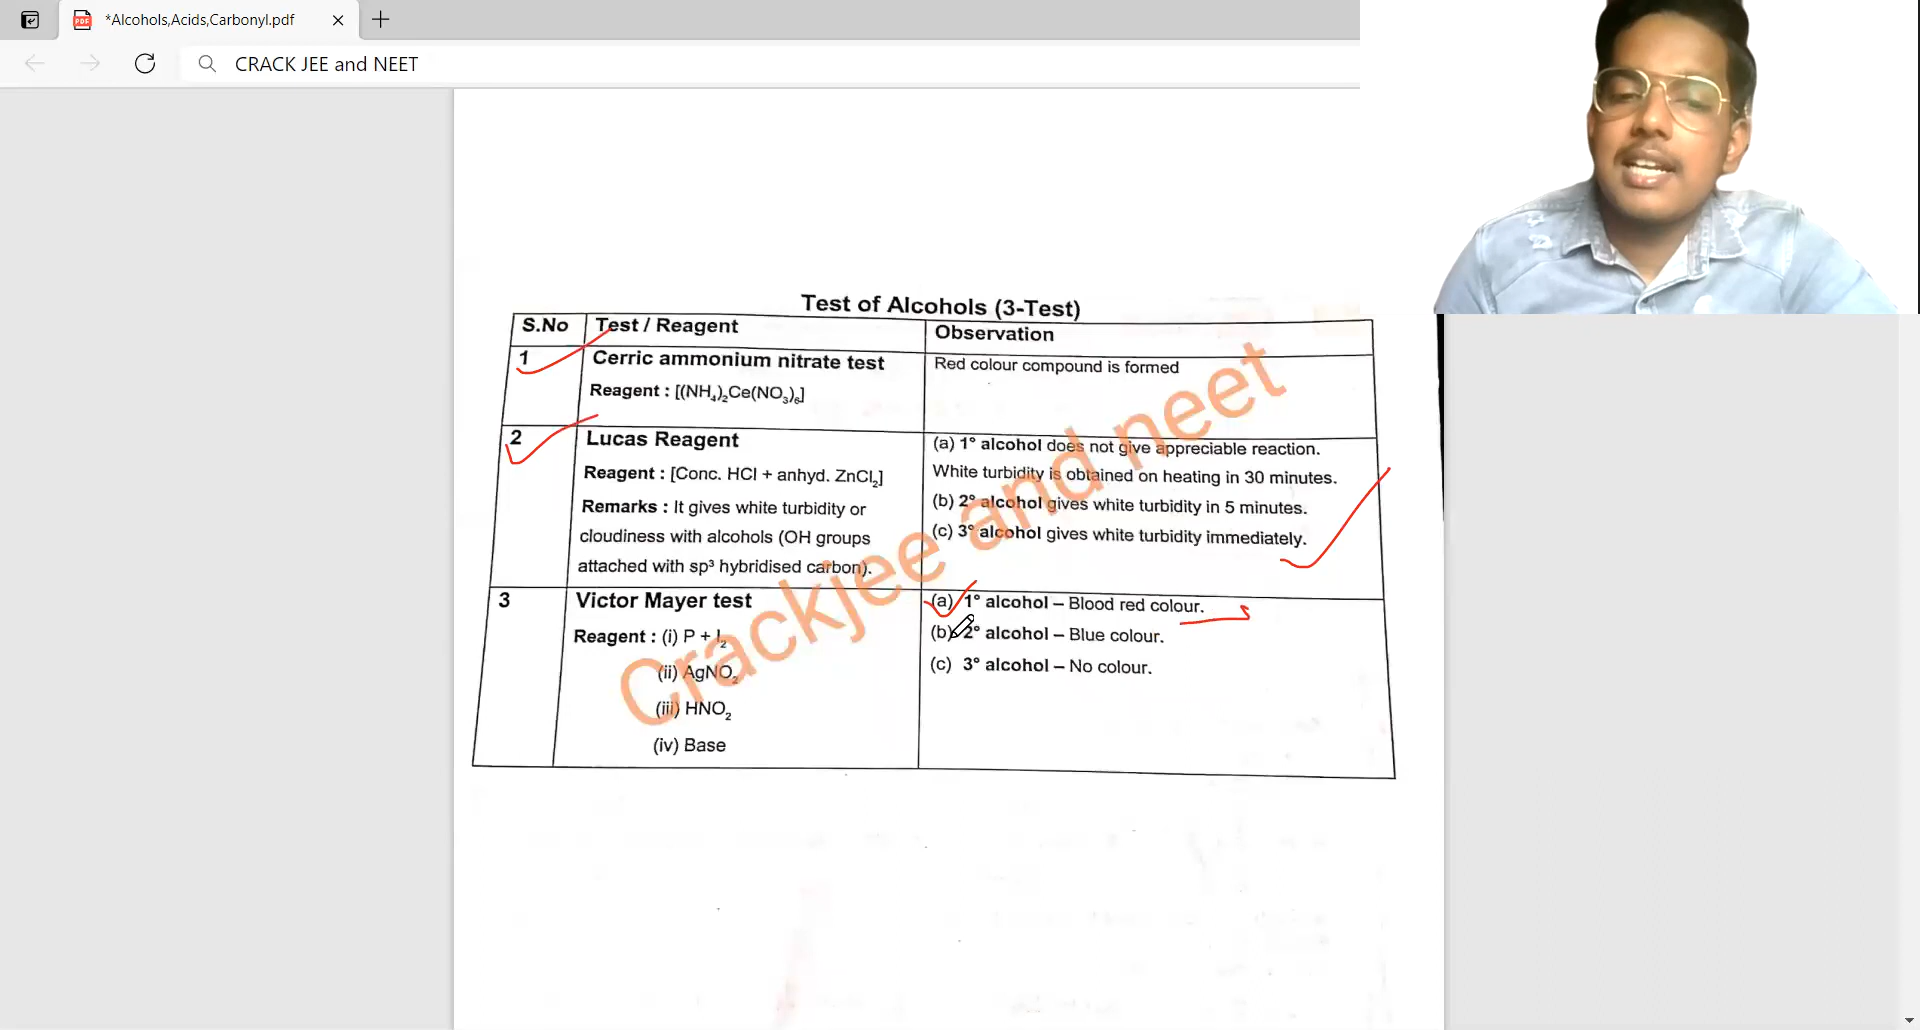 *Alcohols,Acids,Carbonyl.pdf
CRACK JEE and NEET
Test of Alcohols (3-Test)
S.No Test / Reagent Observation
1 Cerric ammonium nitrate test Red colour compound is formed
Reagent : [(NH₄)₂Ce(NO₃)₆]
2 Lucas Reagent (a) 1° alcohol does not give appreciable reaction.
Reagent : [Conc. HCl + anhyd. ZnCl₂] White turbidity is obtained on heating in 30 minutes.
Remarks : It gives white turbidity or (b) 2° alcohol gives white turbidity in 5 minutes.
cloudiness with alcohols (OH groups (c) 3° alcohol gives white turbidity immediately.
attached with sp³ hybridised carbon).
3 Victor Mayer test (a) 1° alcohol – Blood red colour.
Reagent : (i) P + I₂ (b) 2° alcohol – Blue colour.
(ii) AgNO₂ (c) 3° alcohol – No colour.
(iii) HNO₂
(iv) Base
Crackjee and neet